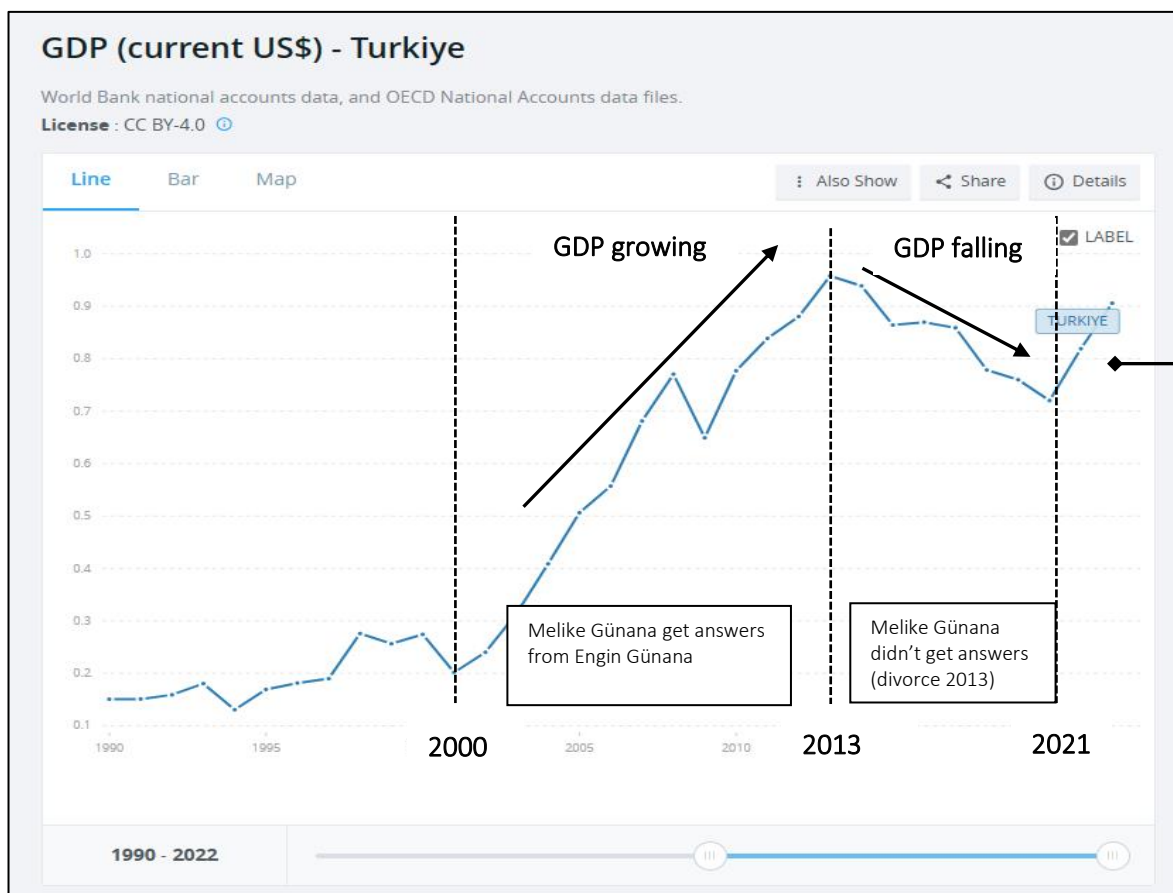 GDP (current US$) - Turkiye
World Bank national accounts data, and OECD National Accounts data files.
License : CC BY-4.0
Line Bar Map Also Show Share Details
LABEL
GDP growing GDP falling
1.0
0.9
TURKIYE
0.8
0.7
0.6
0.5
0.4
0.3
Melike Günana get answers
from Engin Günana
Melike Günana
didn't get answers
(divorce 2013)
0.2
0.1
1990 1995 2000 2005 2010 2013 2021
1990 - 2022